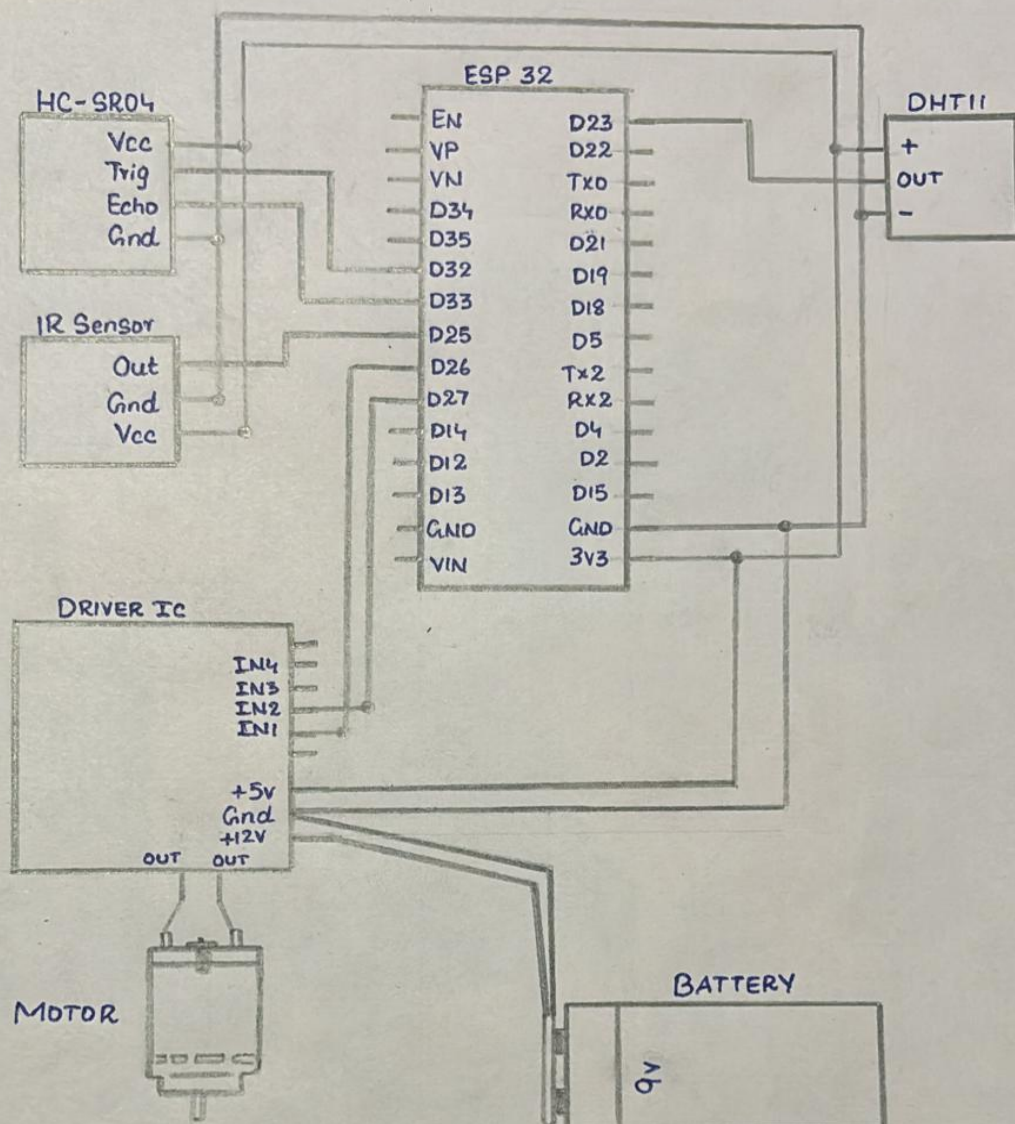 ESP 32
HC-SR04
Vcc
Trig
Echo
Gnd
IR Sensor
Out
Gnd
Vcc
EN
VP
VN
D34
D35
D32
D33
D25
D26
D27
D14
D12
D13
GND
VIN
D23
D22
TX0
RX0
D21
D19
D18
D5
Tx2
RX2
D4
D2
D15
GND
3V3
DHT11
+
OUT
-
DRIVER IC
IN4
IN3
IN2
IN1
+5v
Gnd
+12V
OUT OUT
MOTOR
BATTERY
9v